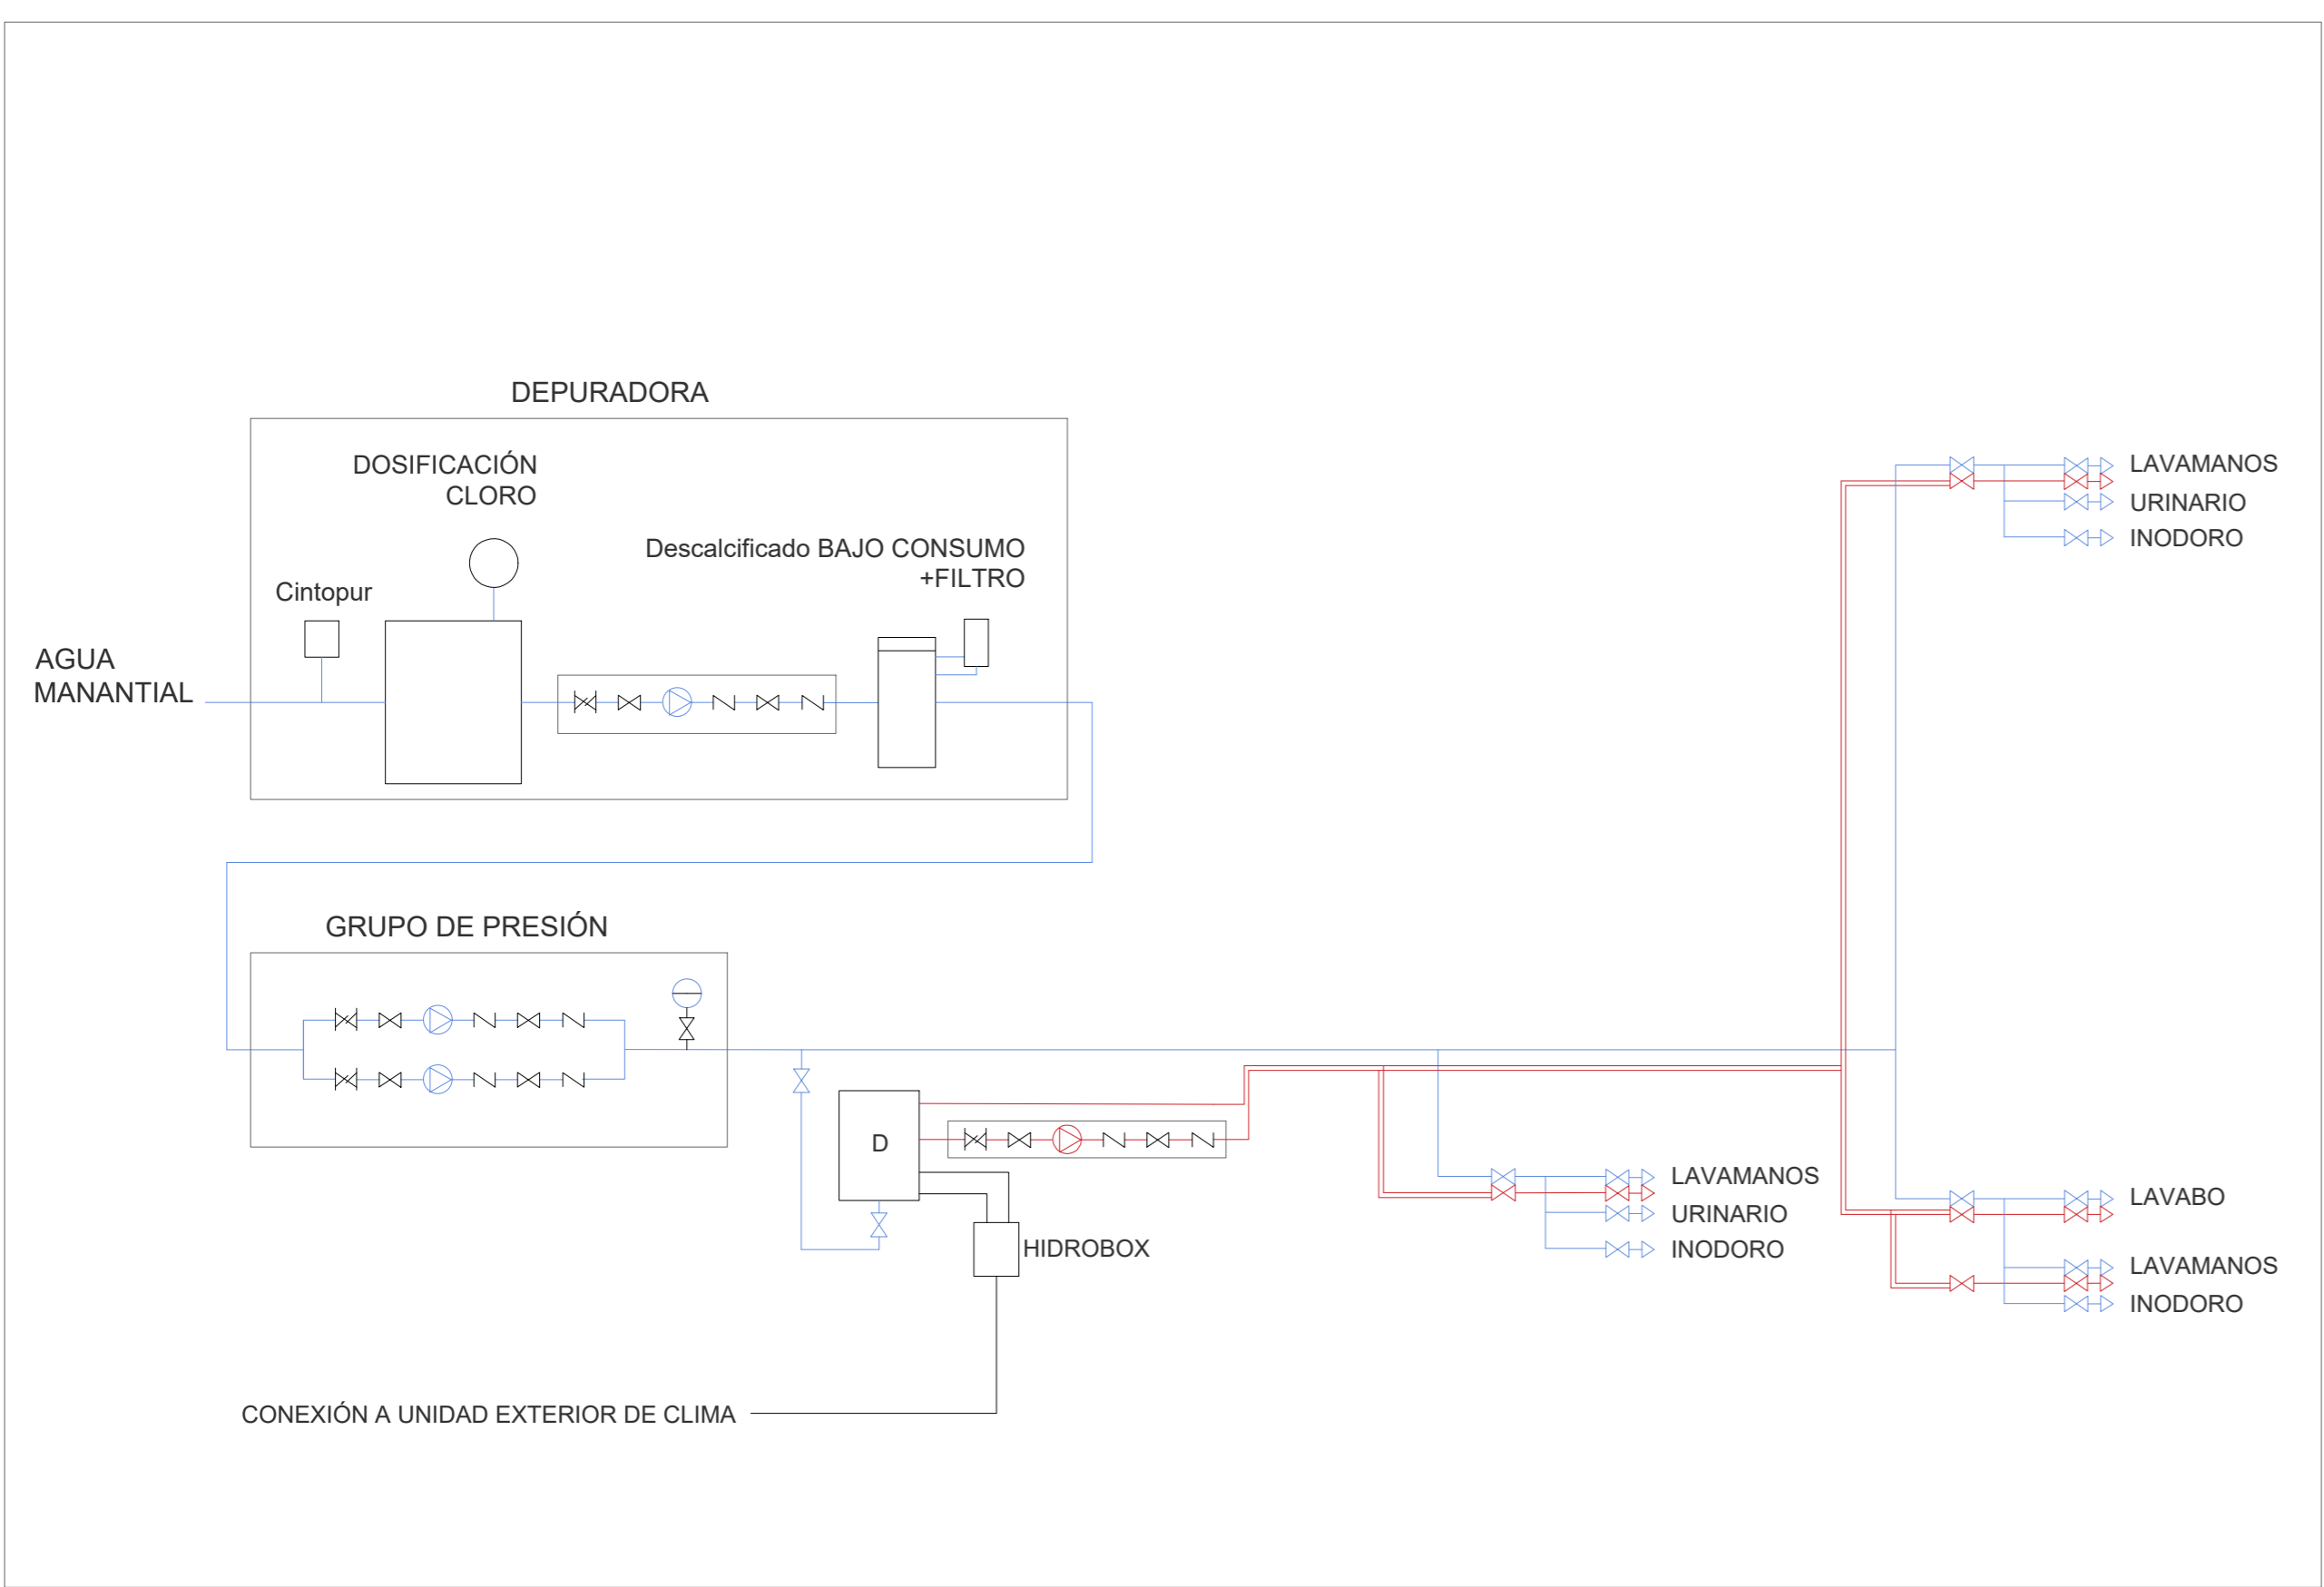 DEPURADORA
DOSIFICACIÓN
CLORO
Descalcificado BAJO CONSUMO
+FILTRO
Cintopur
AGUA
MANANTIAL
LAVAMANOS
URINARIO
INODORO
GRUPO DE PRESIÓN
D
HIDROBOX
LAVAMANOS
URINARIO
INODORO
LAVABO
LAVAMANOS
INODORO
CONEXIÓN A UNIDAD EXTERIOR DE CLIMA